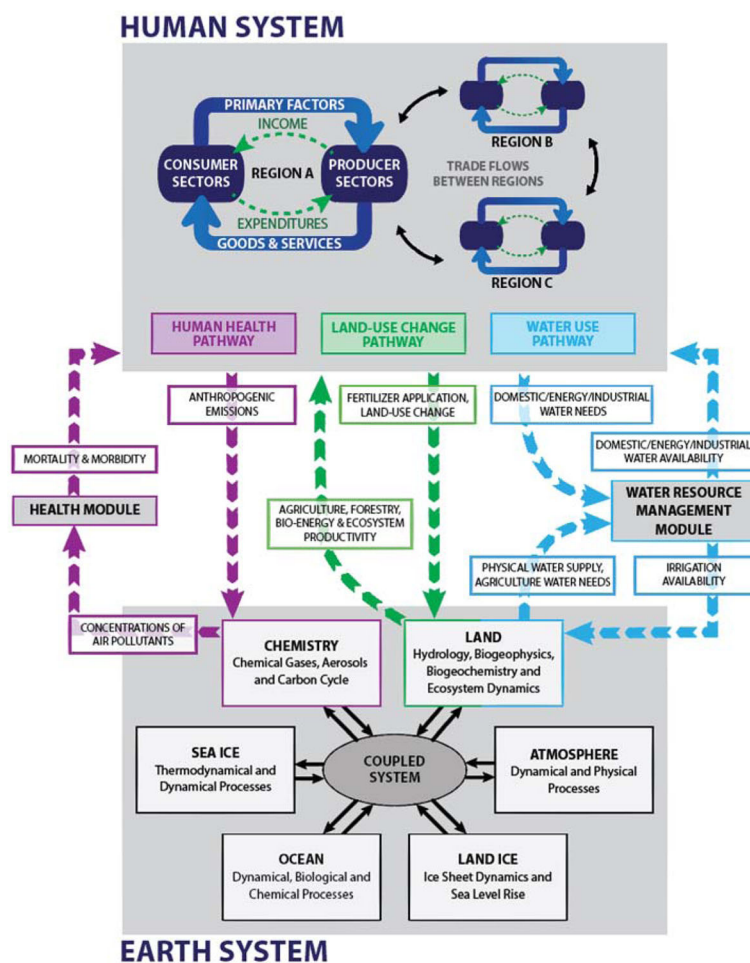 HUMAN SYSTEM
PRIMARY FACTORS
INCOME
CONSUMER
SECTORS
REGION A
PRODUCER
SECTORS
EXPENDITURES
GOODS & SERVICES
REGION B
TRADE FLOWS
BETWEEN REGIONS
REGION C
HUMAN HEALTH
PATHWAY
LAND-USE CHANGE
PATHWAY
WATER USE
PATHWAY
ANTHROPOGENIC
EMISSIONS
FERTILIZER APPLICATION,
LAND-USE CHANGE
DOMESTIC/ENERGY/INDUSTRIAL
WATER NEEDS
MORTALITY & MORBIDITY
DOMESTIC/ENERGY/INDUSTRIAL
WATER AVAILABILITY
HEALTH MODULE
AGRICULTURE, FORESTRY,
BIO-ENERGY & ECOSYSTEM
PRODUCTIVITY
WATER RESOURCE
MANAGEMENT
MODULE
PHYSICAL WATER SUPPLY,
AGRICULTURE WATER NEEDS
IRRIGATION
AVAILABILITY
CONCENTRATIONS OF
AIR POLLUTANTS
CHEMISTRY
Chemical Gases, Aerosols
and Carbon Cycle
LAND
Hydrology, Biogeophysics,
Biogeochemistry and
Ecosystem Dynamics
SEA ICE
Thermodynamical and
Dynamical Processes
COUPLED
SYSTEM
ATMOSPHERE
Dynamical and Physical
Processes
OCEAN
Dynamical, Biological and
Chemical Processes
LAND ICE
Ice Sheet Dynamics and
Sea Level Rise
EARTH SYSTEM